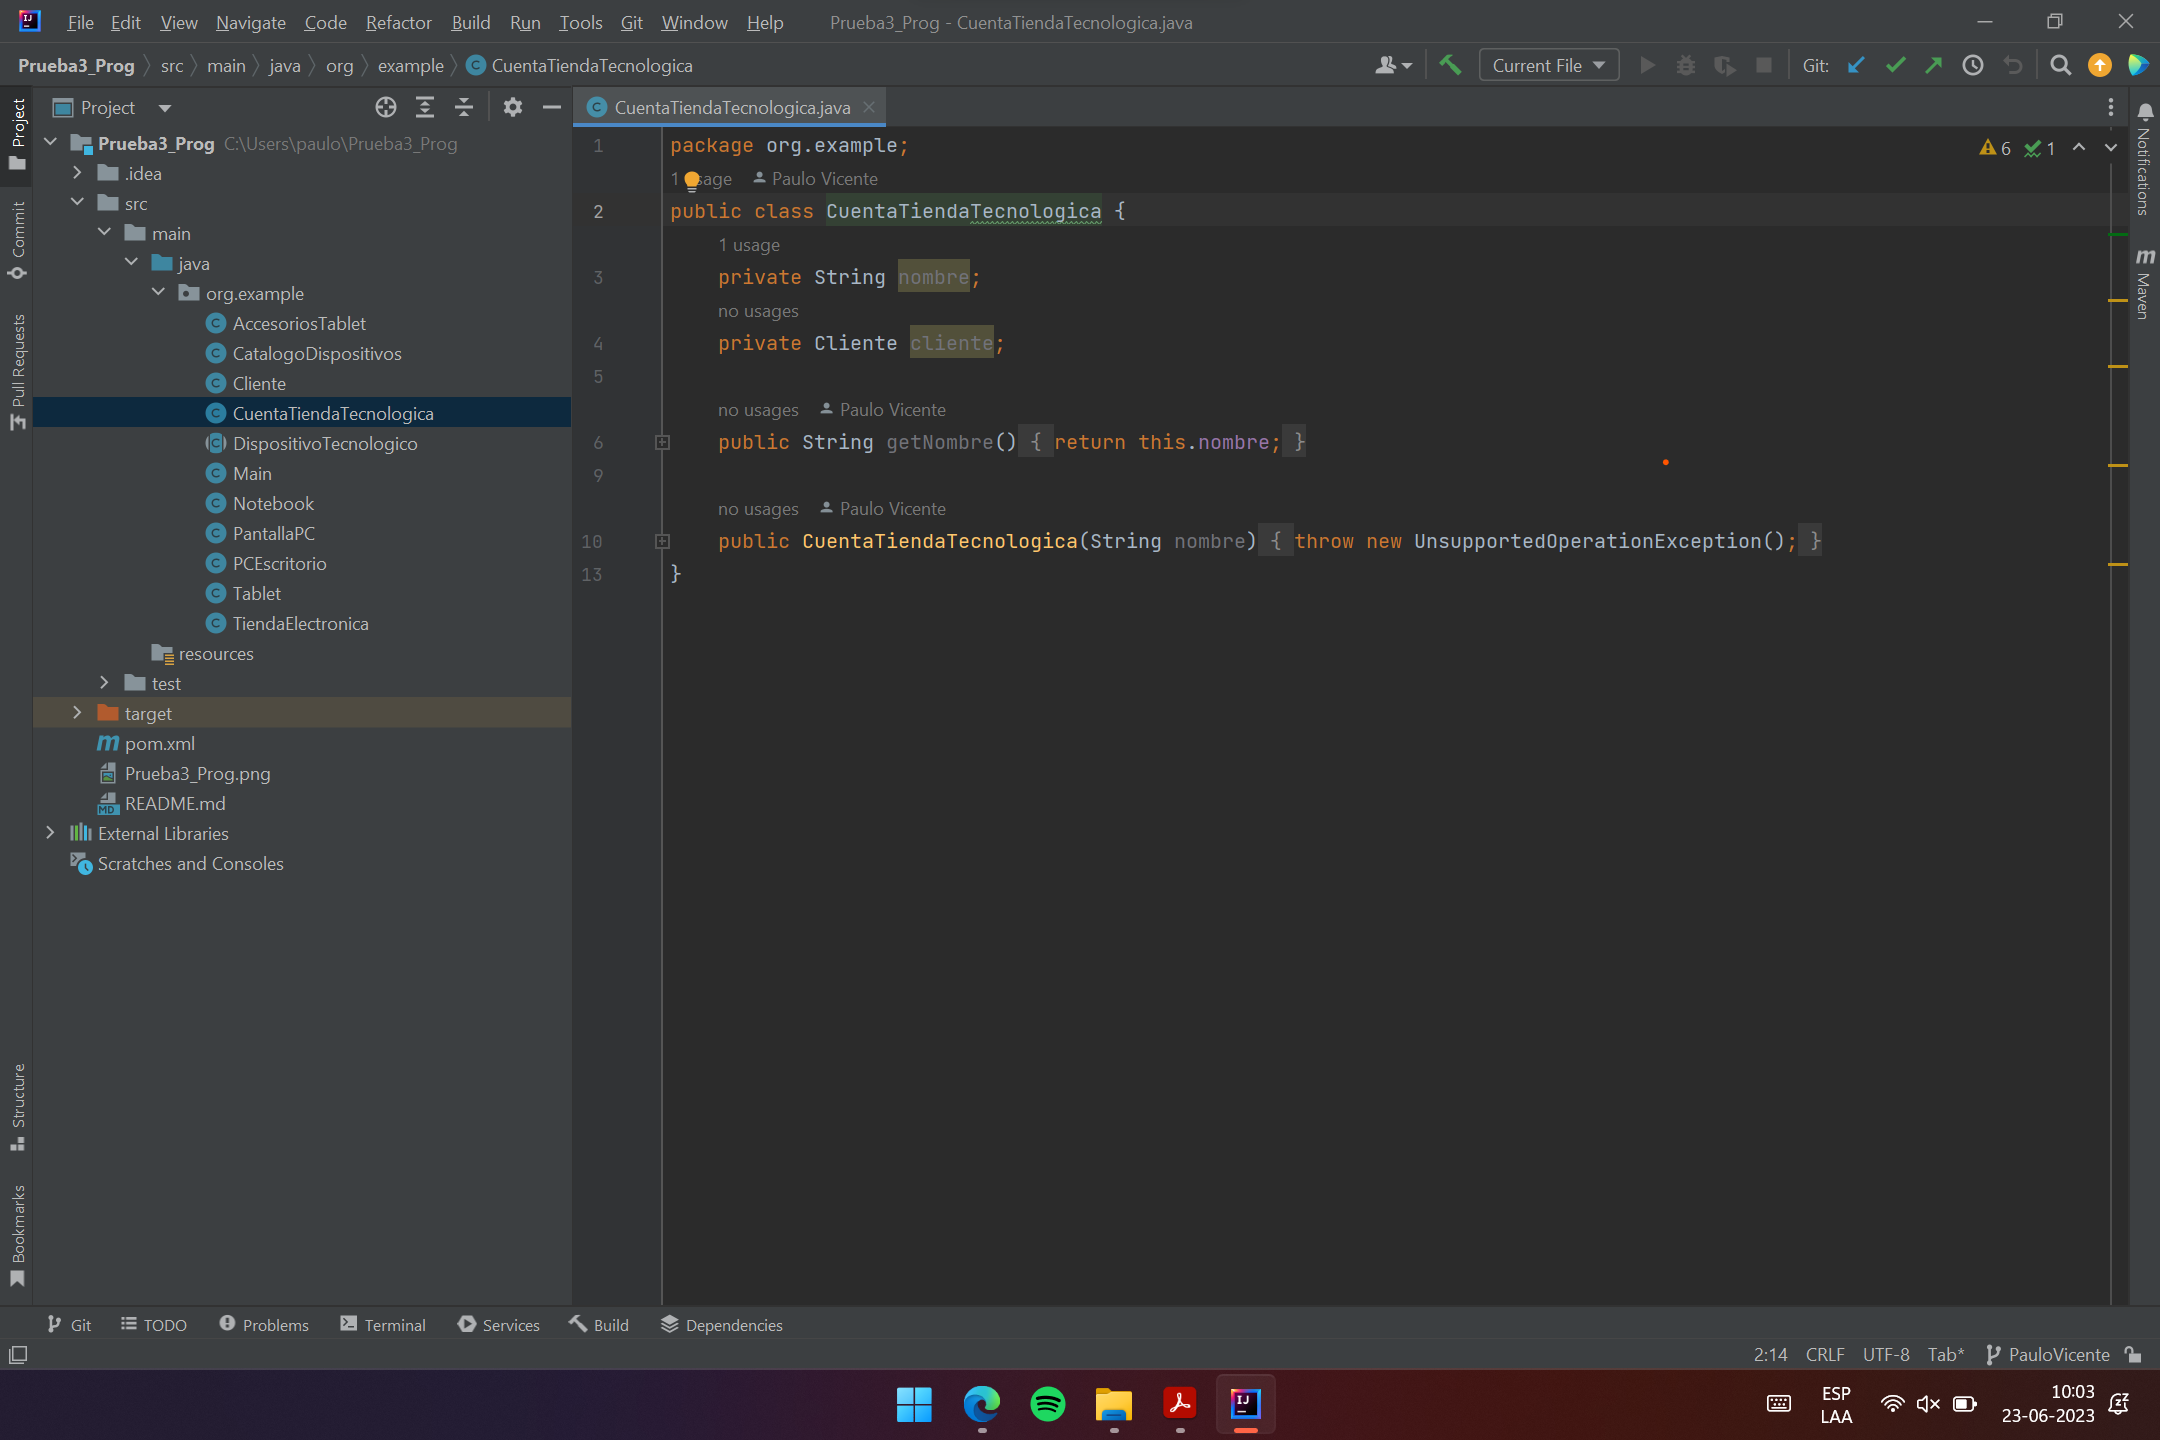 File Edit View Navigate Code Refactor Build Run Tools Git Window Help Prueba3_Prog - CuentaTiendaTecnologica.java
Prueba3_Prog src main java org example CuentaTiendaTecnologica Current File Git:
Project
CuentaTiendaTecnologica.java
Project
Commit
Pull Requests
Structure
Bookmarks
Prueba3_Prog C:\Users\paulo\Prueba3_Prog
.idea
src
main
java
org.example
AccesoriosTablet
CatalogoDispositivos
Cliente
CuentaTiendaTecnologica
DispositivoTecnologico
Main
Notebook
PantallaPC
PCEscritorio
Tablet
TiendaElectronica
resources
test
target
pom.xml
Prueba3_Prog.png
README.md
External Libraries
Scratches and Consoles
1 package org.example;
6 1
Paulo Vicente
2 public class CuentaTiendaTecnologica {
1 usage
3 private String nombre;
no usages
4 private Cliente cliente;
5
no usages Paulo Vicente
6 public String getNombre() { return this.nombre; }
9
no usages Paulo Vicente
10 public CuentaTiendaTecnologica(String nombre) { throw new UnsupportedOperationException(); }
13 }
Notifications
Maven
Git TODO Problems Terminal Services Build Dependencies
2:14 CRLF UTF-8 Tab* PauloVicente
ESP
LAA
10:03
23-06-2023